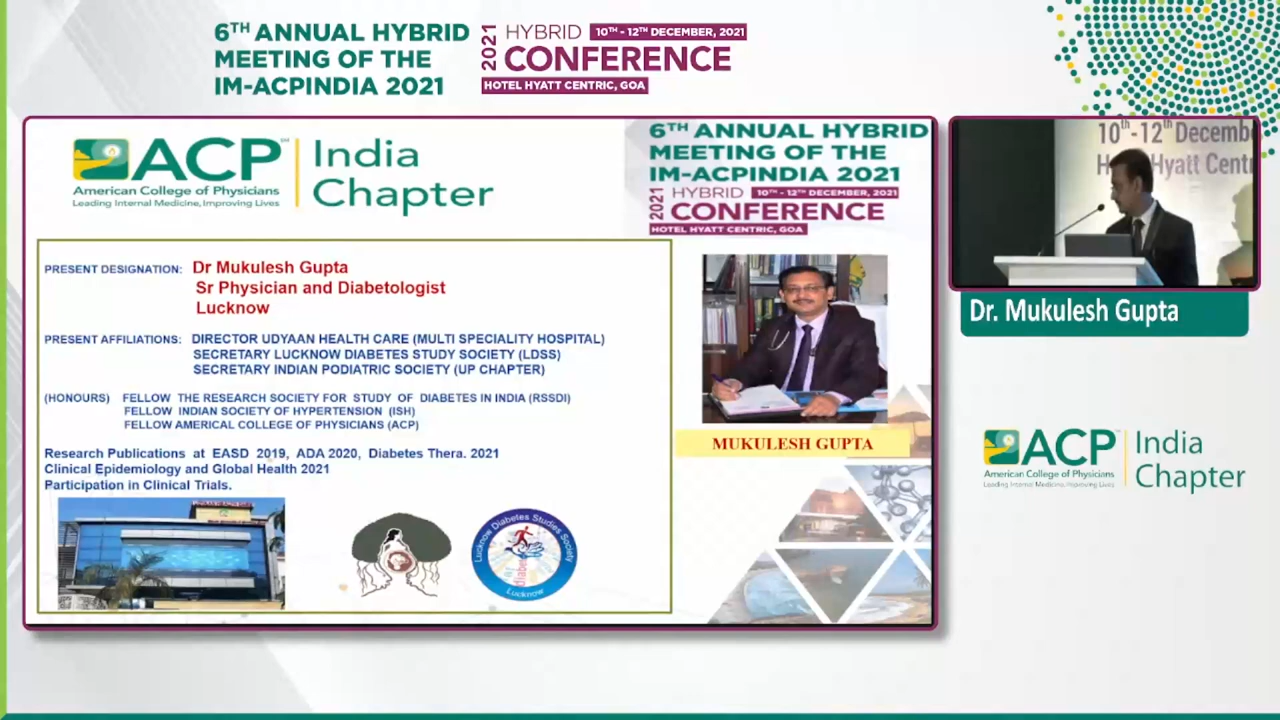 6TH ANNUAL HYBRID
MEETING OF THE
IM-ACPINDIA 2021
2021
HYBRID 10TH - 12TH DECEMBER, 2021
CONFERENCE
HOTEL HYATT CENTRIC, GOA
ACP
American College of Physicians
Leading Internal Medicine, Improving Lives
India
Chapter
6TH ANNUAL HYBRID
MEETING OF THE
IM-ACPINDIA 2021
2021
HYBRID 10TH - 12TH DECEMBER, 2021
CONFERENCE
HOTEL HYATT CENTRIC, GOA
PRESENT DESIGNATION: Dr Mukulesh Gupta
Sr Physician and Diabetologist
Lucknow
PRESENT AFFILIATIONS: DIRECTOR UDYAAN HEALTH CARE (MULTI SPECIALITY HOSPITAL)
SECRETARY LUCKNOW DIABETES STUDY SOCIETY (LDSS)
SECRETARY INDIAN PODIATRIC SOCIETY (UP CHAPTER)
(HONOURS) FELLOW THE RESEARCH SOCIETY FOR STUDY OF DIABETES IN INDIA (RSSDI)
FELLOW INDIAN SOCIETY OF HYPERTENSION (ISH)
FELLOW AMERICAL COLLEGE OF PHYSICIANS (ACP)
Research Publications at EASD 2019, ADA 2020, Diabetes Thera. 2021
Clinical Epidemiology and Global Health 2021
Participation in Clinical Trials.
Lucknow Diabetes Studies Society
Lucknow
MUKULESH GUPTA
10th -12th Decemb
Hyatt Centri
Dr. Mukulesh Gupta
ACP
American College of Physicians
Leading Internal Medicine, Improving Lives
India
Chapter